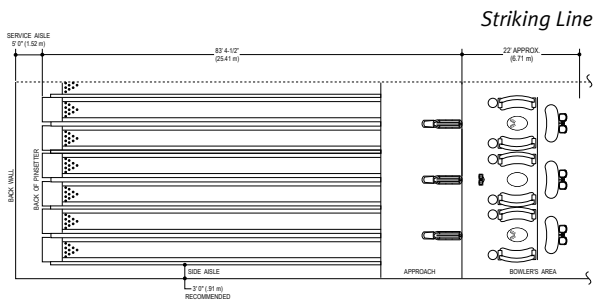 Striking Line
SERVICE AISLE
5' 0" (1.52 m)
83' 4-1/2"
(25.41 m)
22' APPROX.
(6.71 m)
BACK WALL
BACK OF PINSETTER
SIDE AISLE
APPROACH
BOWLER'S AREA
3' 0" (.91 m)
RECOMMENDED